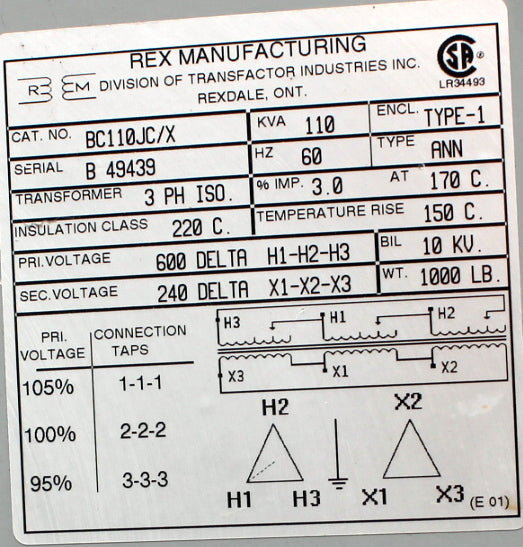 REX MANUFACTURING
DIVISION OF TRANSFACTOR INDUSTRIES INC.
REXDALE, ONT.
LR34493
CAT. NO. BC110JC/X KVA 110 ENCL. TYPE-1
SERIAL B 49439 HZ 60 TYPE ANN
TRANSFORMER 3 PH ISO. % IMP. 3.0 AT 170 C.
INSULATION CLASS 220 C. TEMPERATURE RISE 150 C.
PRI.VOLTAGE 600 DELTA H1-H2-H3 BIL 10 KV.
SEC.VOLTAGE 240 DELTA X1-X2-X3 WT. 1000 LB.
PRI. VOLTAGE CONNECTION TAPS
105% 1-1-1
100% 2-2-2
95% 3-3-3
H3 H1 H2
X3 X1 X2
H2 X2
H1 H3 X1 X3 (E 01)